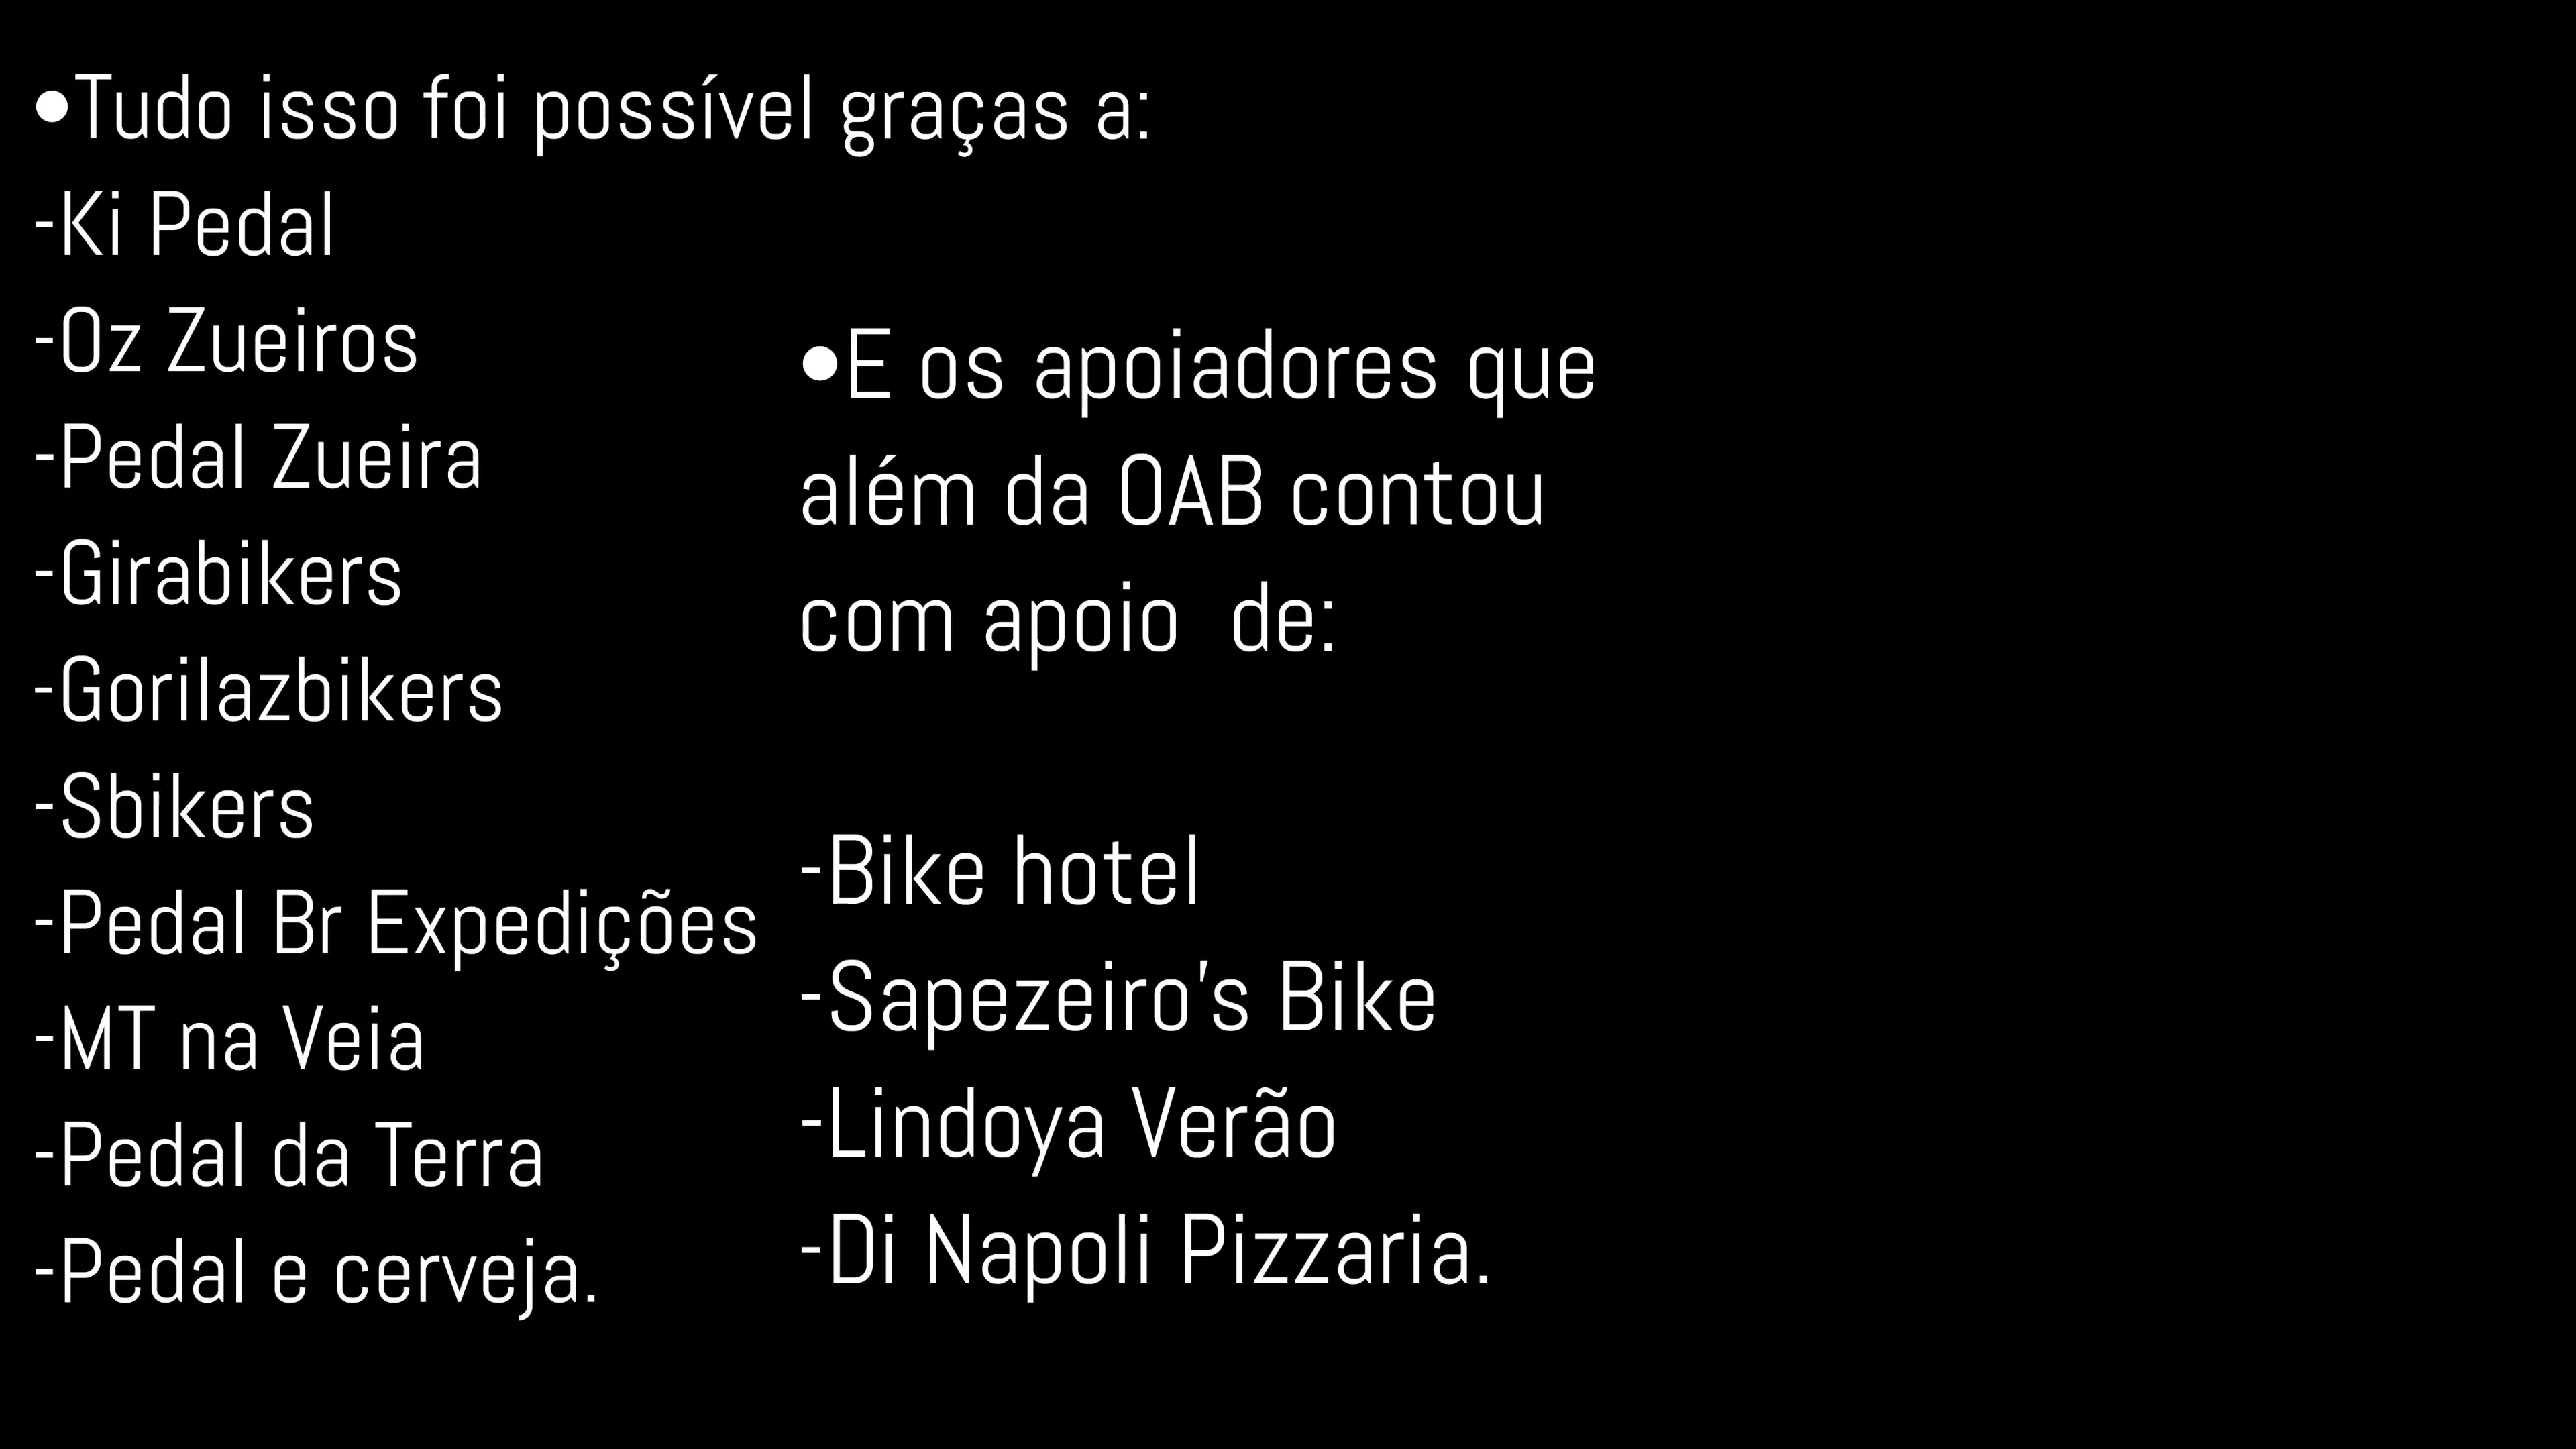 •Tudo isso foi possível graças a:
-Ki Pedal
-Oz Zueiros
-Pedal Zueira
-Girabikers
-Gorilazbikers
-Sbikers
-Pedal Br Expedições
-MT na Veia
-Pedal da Terra
-Pedal e cerveja.
•E os apoiadores que
além da OAB contou
com apoio  de:
-Bike hotel
-Sapezeiro's Bike
-Lindoya Verão
-Di Napoli Pizzaria.